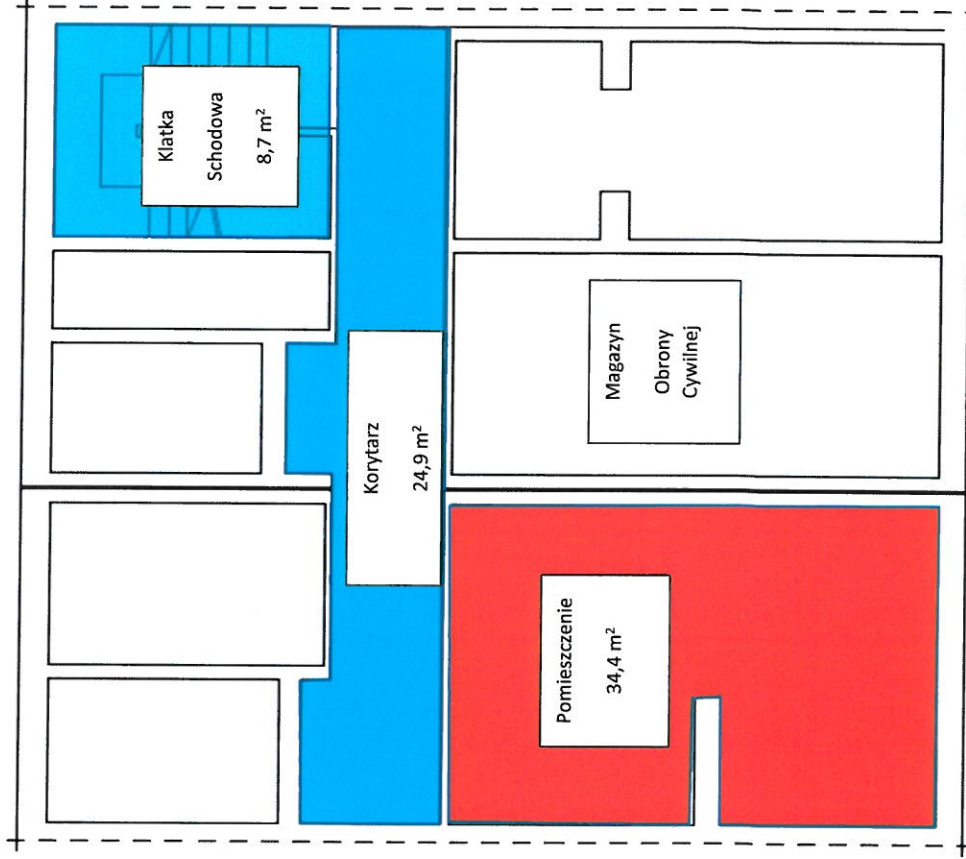 Klatka
Schodowa
8,7 m²
Korytarz
24,9 m²
Magazyn
Obrony
Cywilnej
Pomieszczenie
34,4 m²